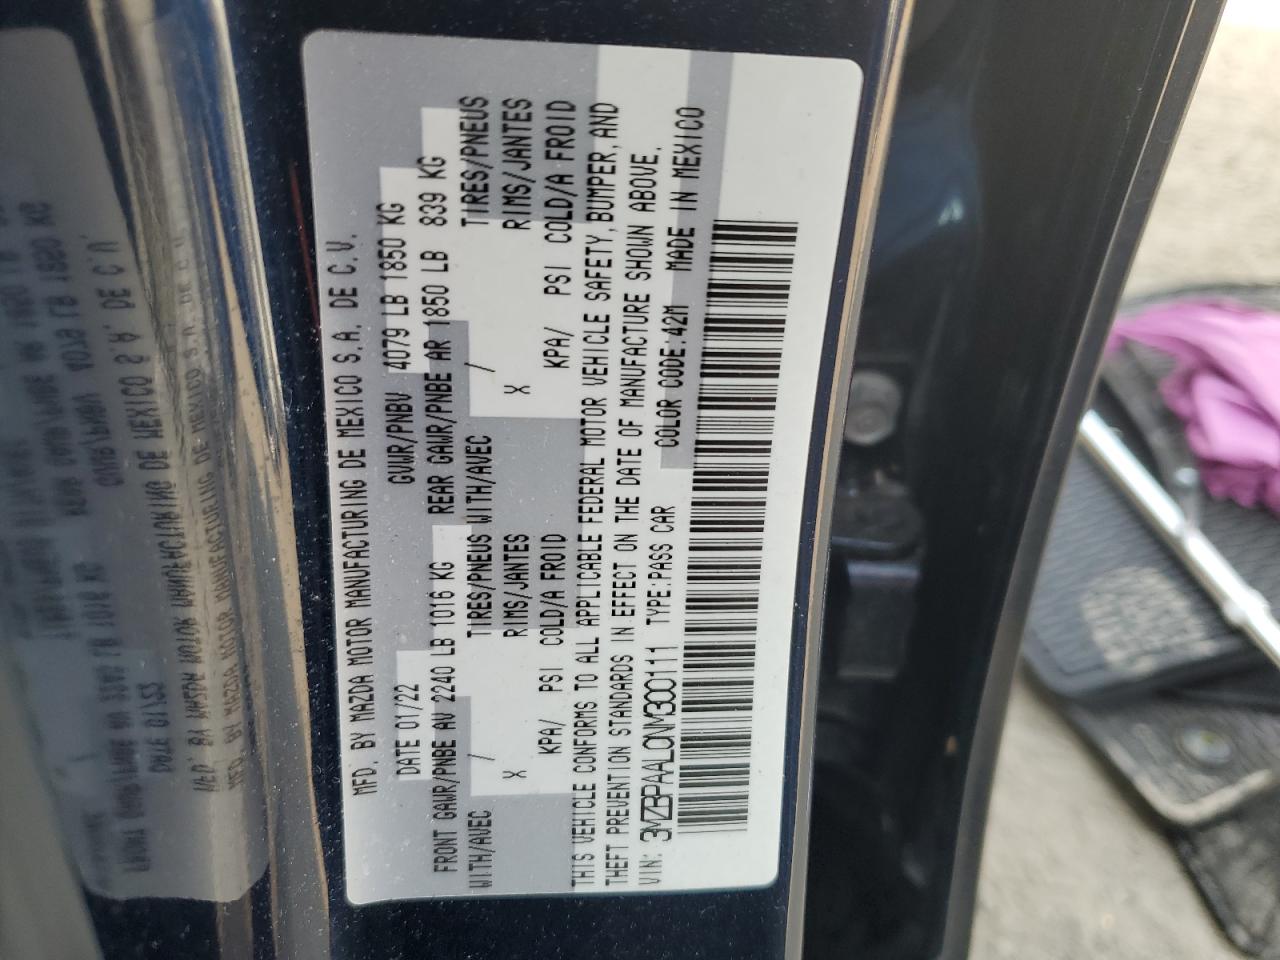 MFD. BY MAZDA MOTOR MANUFACTURING DE MEXICO S.A. DE C.V.
DATE 01/22 GVWR/PNBV 4079 LB 1850 KG
FRONT GAWR/PNBE AV 2240 LB 1016 KG REAR GAWR/PNBE AR 1850 LB 839 KG
WITH/AVEC / TIRES/PNEUS WITH/AVEC / TIRES/PNEUS
X RIMS/JANTES X RIMS/JANTES
KPA/ PSI COLD/A FROID KPA/ PSI COLD/A FROID
THIS VEHICLE CONFORMS TO ALL APPLICABLE FEDERAL MOTOR VEHICLE SAFETY, BUMPER, AND
THEFT PREVENTION STANDARDS IN EFFECT ON THE DATE OF MANUFACTURE SHOWN ABOVE.
VIN: 3MZBPAALONM300111 TYPE:PASS CAR COLOR CODE:42M MADE IN MEXICO